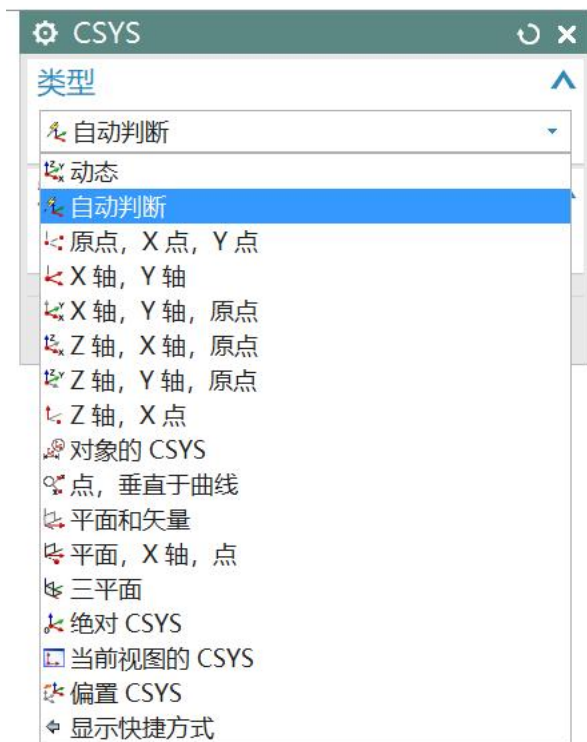 CSYS
类型
自动判断
动态
自动判断
原点，X 点，Y 点
X 轴，Y 轴
X 轴，Y 轴，原点
Z 轴，X 轴，原点
Z 轴，Y 轴，原点
Z 轴，X 点
对象的 CSYS
点，垂直于曲线
平面和矢量
平面，X 轴，点
三平面
绝对 CSYS
当前视图的 CSYS
偏置 CSYS
显示快捷方式